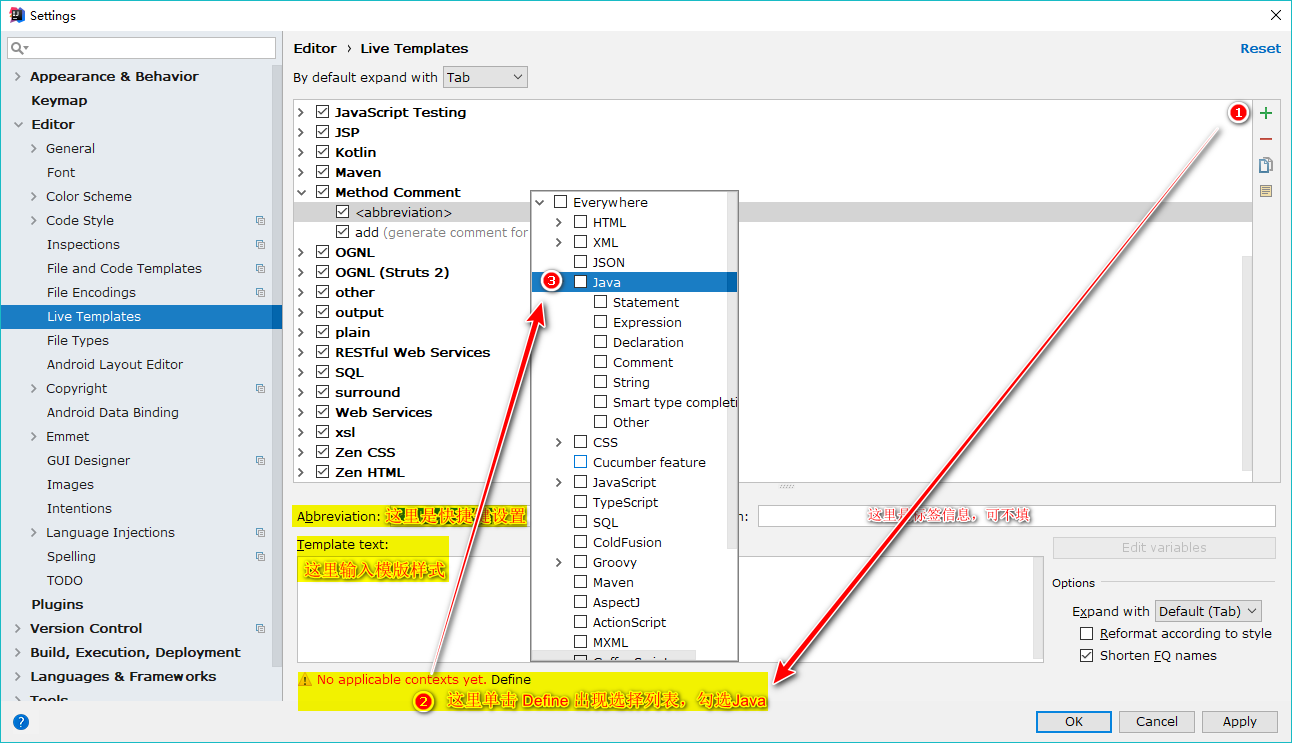 Settings
Appearance & Behavior
Keymap
Editor
General
Font
Color Scheme
Code Style
Inspections
File and Code Templates
File Encodings
Live Templates
File Types
Android Layout Editor
Copyright
Android Data Binding
Emmet
GUI Designer
Images
Intentions
Language Injections
Spelling
TODO
Plugins
Version Control
Build, Execution, Deployment
Languages & Frameworks
Tools
?
Editor › Live Templates
Reset
By default expand with Tab
JavaScript Testing
JSP
Kotlin
Maven
Method Comment
<abbreviation>
add (generate comment for
OGNL
OGNL (Struts 2)
other
output
plain
RESTful Web Services
SQL
surround
Web Services
xsl
Zen CSS
Zen HTML
1
Everywhere
HTML
XML
JSON
3 Java
Statement
Expression
Declaration
Comment
String
Smart type completi
Other
CSS
Cucumber feature
JavaScript
TypeScript
SQL
ColdFusion
Groovy
Maven
AspectJ
ActionScript
MXML
CoffeeScript
Abbreviation: 这里是快捷键设置
n: 这里是标签信息，可不填
Template text:
这里输入模版样式
Edit variables
Options
Expand with Default (Tab)
Reformat according to style
Shorten FQ names
No applicable contexts yet. Define
2 这里单击 Define 出现选择列表，勾选Java
OK
Cancel
Apply